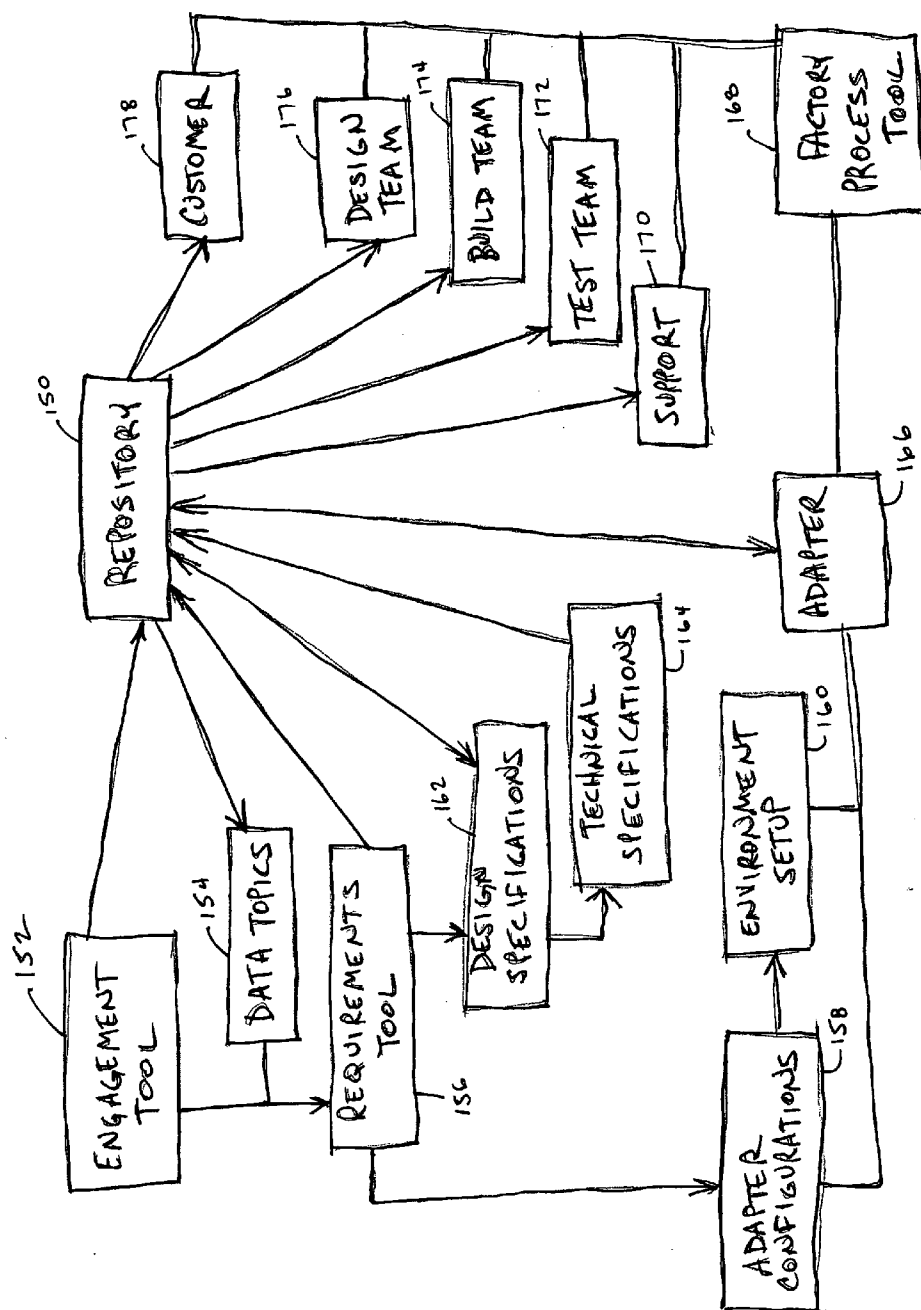 152
ENGAGEMENT
TOOL
150
REPOSITORY
178
CUSTOMER
154
DATA TOPICS
176
DESIGN
TEAM
REQUIREMENTS
TOOL
156
174
BUILD TEAM
162
DESIGN
SPECIFICATIONS
172
TEST TEAM
TECHNICAL
SPECIFICATIONS
164
170
SUPPORT
ADAPTER
CONFIGURATIONS
158
ENVIRONMENT
SETUP
160
ADAPTER
166
168
FACTORY
PROCESS
TOOL